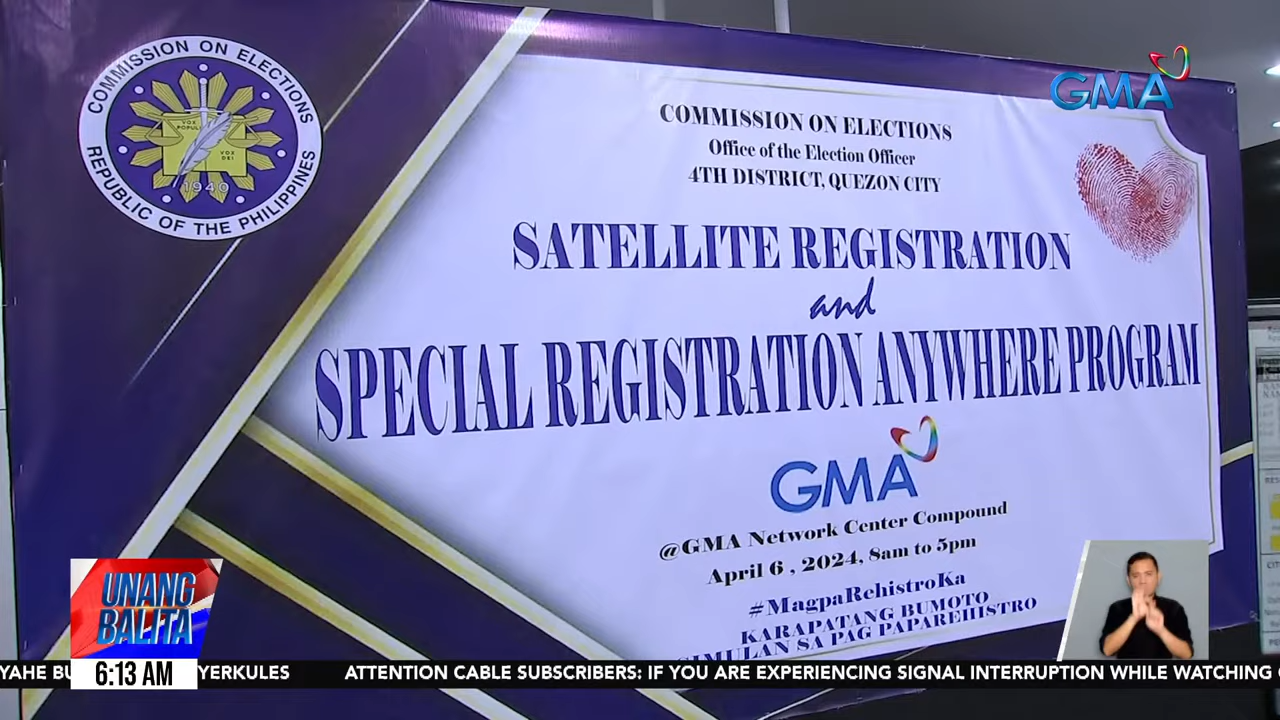 COMMISSION ON ELECTIONS
REPUBLIC OF THE PHILIPPINES
VOX POPULI
VOX DEI
1940
GMA
COMMISSION ON ELECTIONS
Office of the Election Officer
4TH DISTRICT, QUEZON CITY
SATELLITE REGISTRATION
and
SPECIAL REGISTRATION ANYWHERE PROGRAM
GMA
@GMA Network Center Compound
April 6 , 2024, 8am to 5pm
#MagpaRehistroKa
KARAPATANG BUMOTO
SIMULAN SA PAG PAPAREHISTRO
UNANG
BALITA
6:13 AM
YAHE BU YERKULES ATTENTION CABLE SUBSCRIBERS: IF YOU ARE EXPERIENCING SIGNAL INTERRUPTION WHILE WATCHING